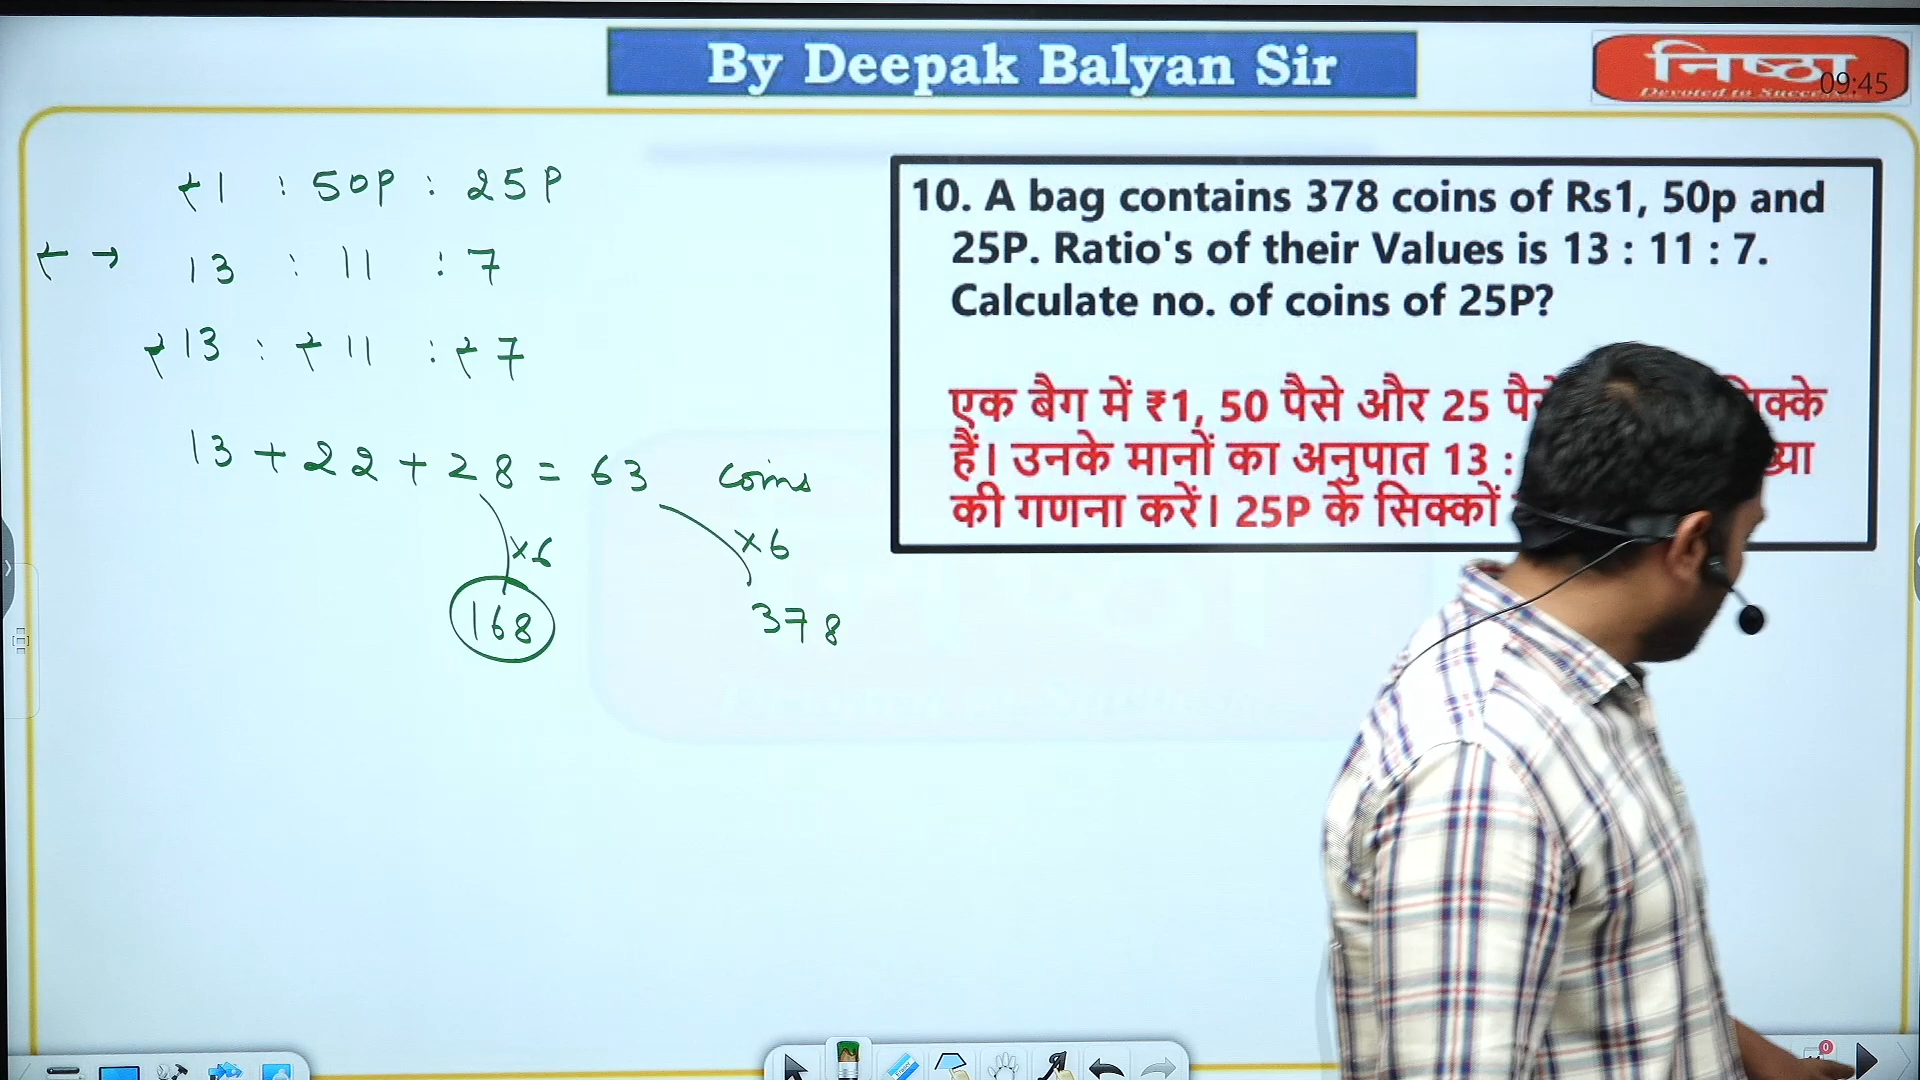 By Deepak Balyan Sir
निष्ठा
Devoted to Success
09:45
₹1 : 50P : 25P
₹ → 13 : 11 : 7
₹13 : ₹11 : ₹7
13 + 22 + 28 = 63 coins
×6 ×6
168 378
10. A bag contains 378 coins of Rs1, 50p and
25P. Ratio's of their Values is 13 : 11 : 7.
Calculate no. of coins of 25P?
एक बैग में ₹1, 50 पैसे और 25
हैं। उनके मानों का अनुपात 13 :
की गणना करें। 25P के सिक्कों